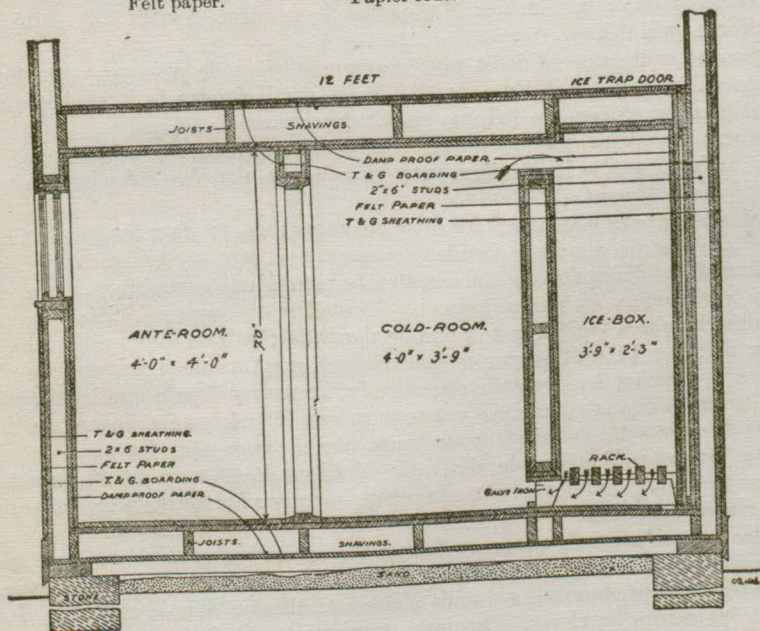 Felt paper.
12 FEET
ICE TRAP DOOR
JOISTS
SHAVINGS.
DAMP PROOF PAPER.
T & G BOARDING
2"x6" STUDS
FELT PAPER
T & G SHEATHING
ANTE-ROOM.
4'-0" x 4'-0"
7'0"
COLD-ROOM.
4'-0" x 3'-9"
ICE-BOX.
3'-9" x 2'-3"
T & G SHEATHING.
2 x 6 STUDS
FELT PAPER
T. & G. BOARDING
DAMP PROOF PAPER
RACK
GALV'D IRON
JOISTS.
SHAVINGS.
SAND
STONE